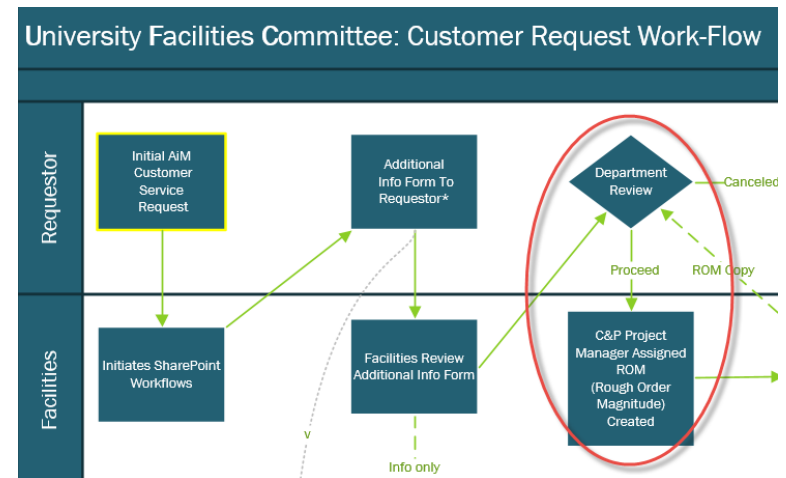 University Facilities Committee: Customer Request Work-Flow
Requestor
Initial AiM
Customer
Service
Request
Additional
Info Form To
Requestor*
Department
Review
Canceled
Proceed
ROM Copy
Facilities
Initiates SharePoint
Workflows
Facilities Review
Additional Info Form
C&P Project
Manager Assigned
ROM
(Rough Order
Magnitude)
Created
v
Info only